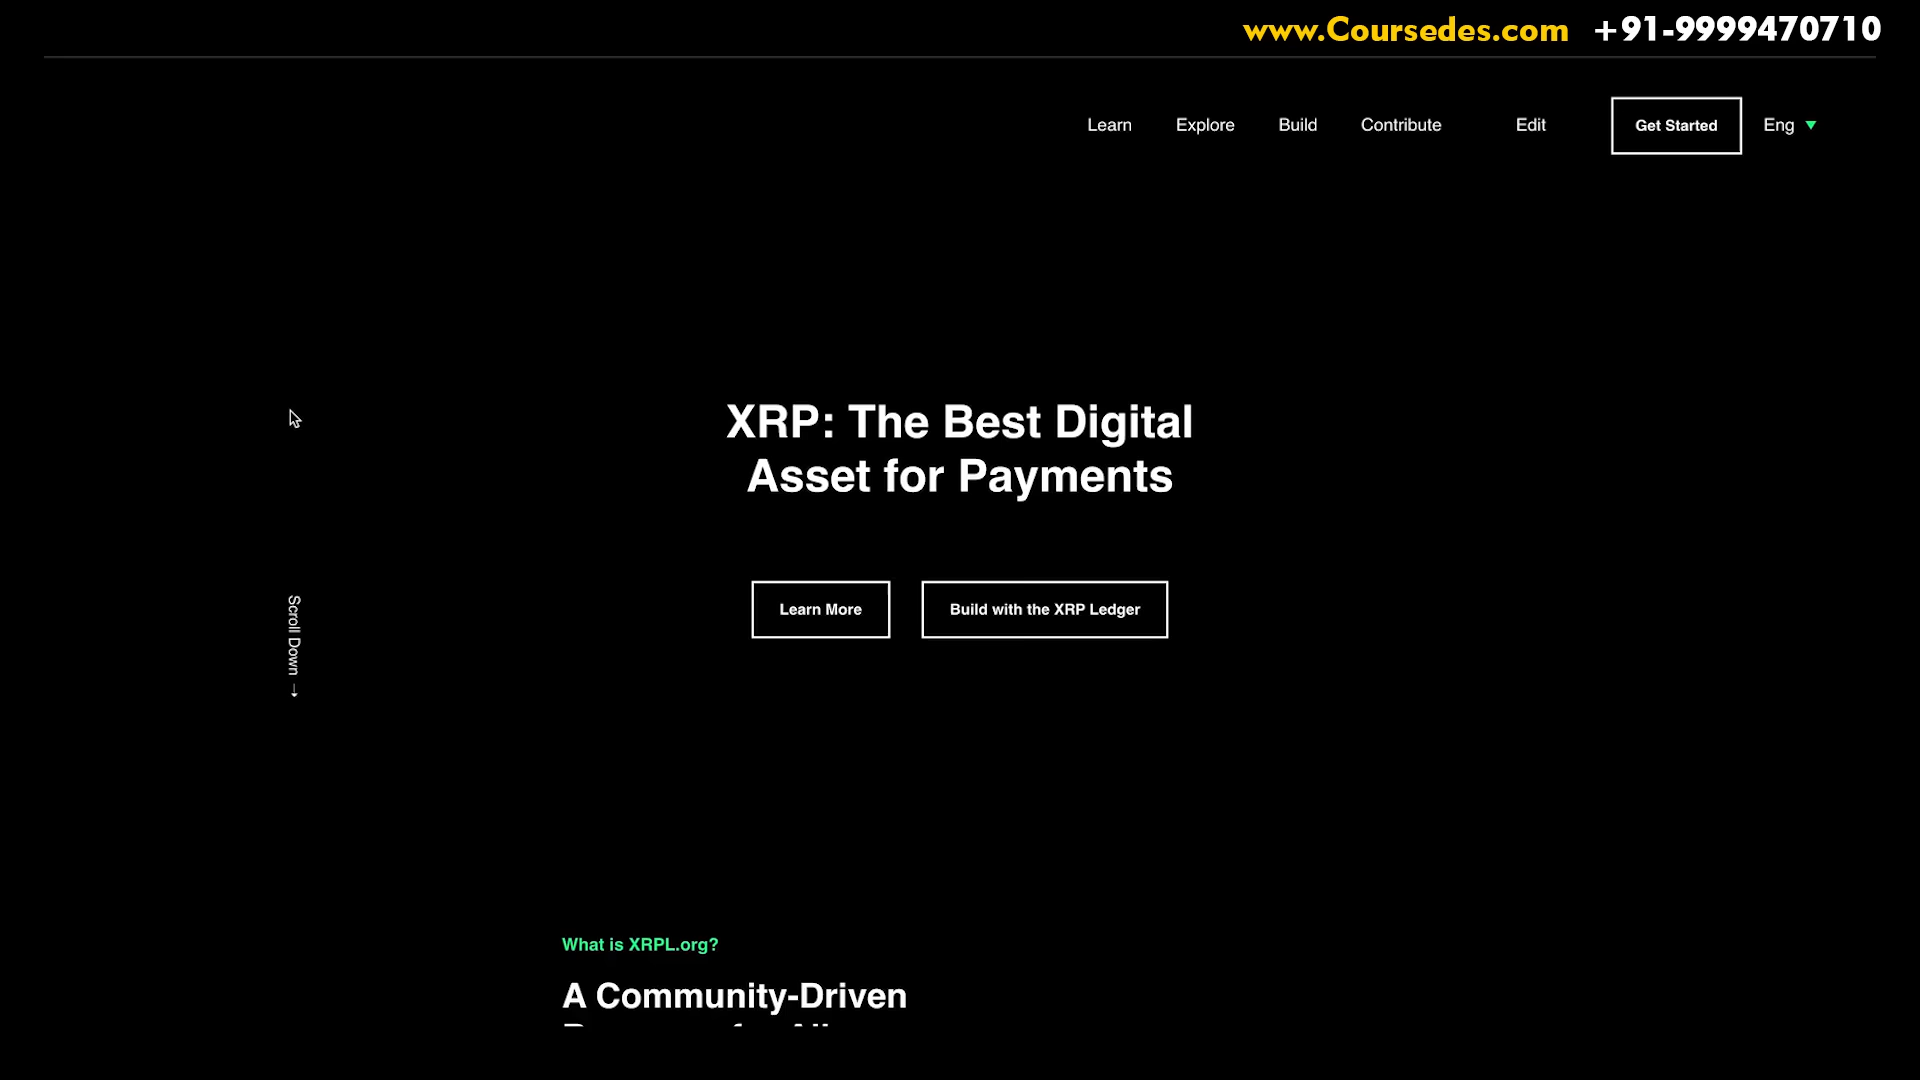 www.Coursedes.com +91-9999470710
Learn Explore Build Contribute Edit Get Started Eng
XRP: The Best Digital
Asset for Payments
Learn More Build with the XRP Ledger
Scroll Down
What is XRPL.org?
A Community-Driven